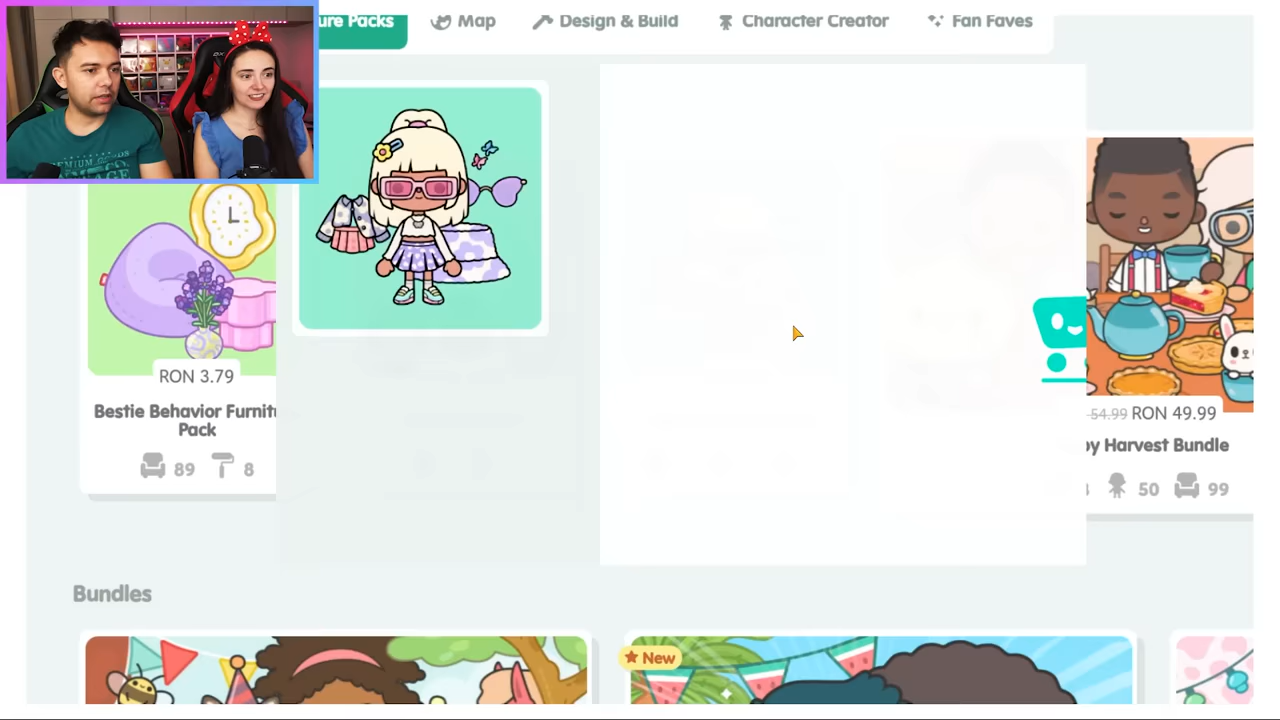 ure Packs
Map
Design & Build
Character Creator
Fan Faves
RON 3.79
Bestie Behavior Furnitu
Pack
89
8
54.99 RON 49.99
y Harvest Bundle
50
99
Bundles
New